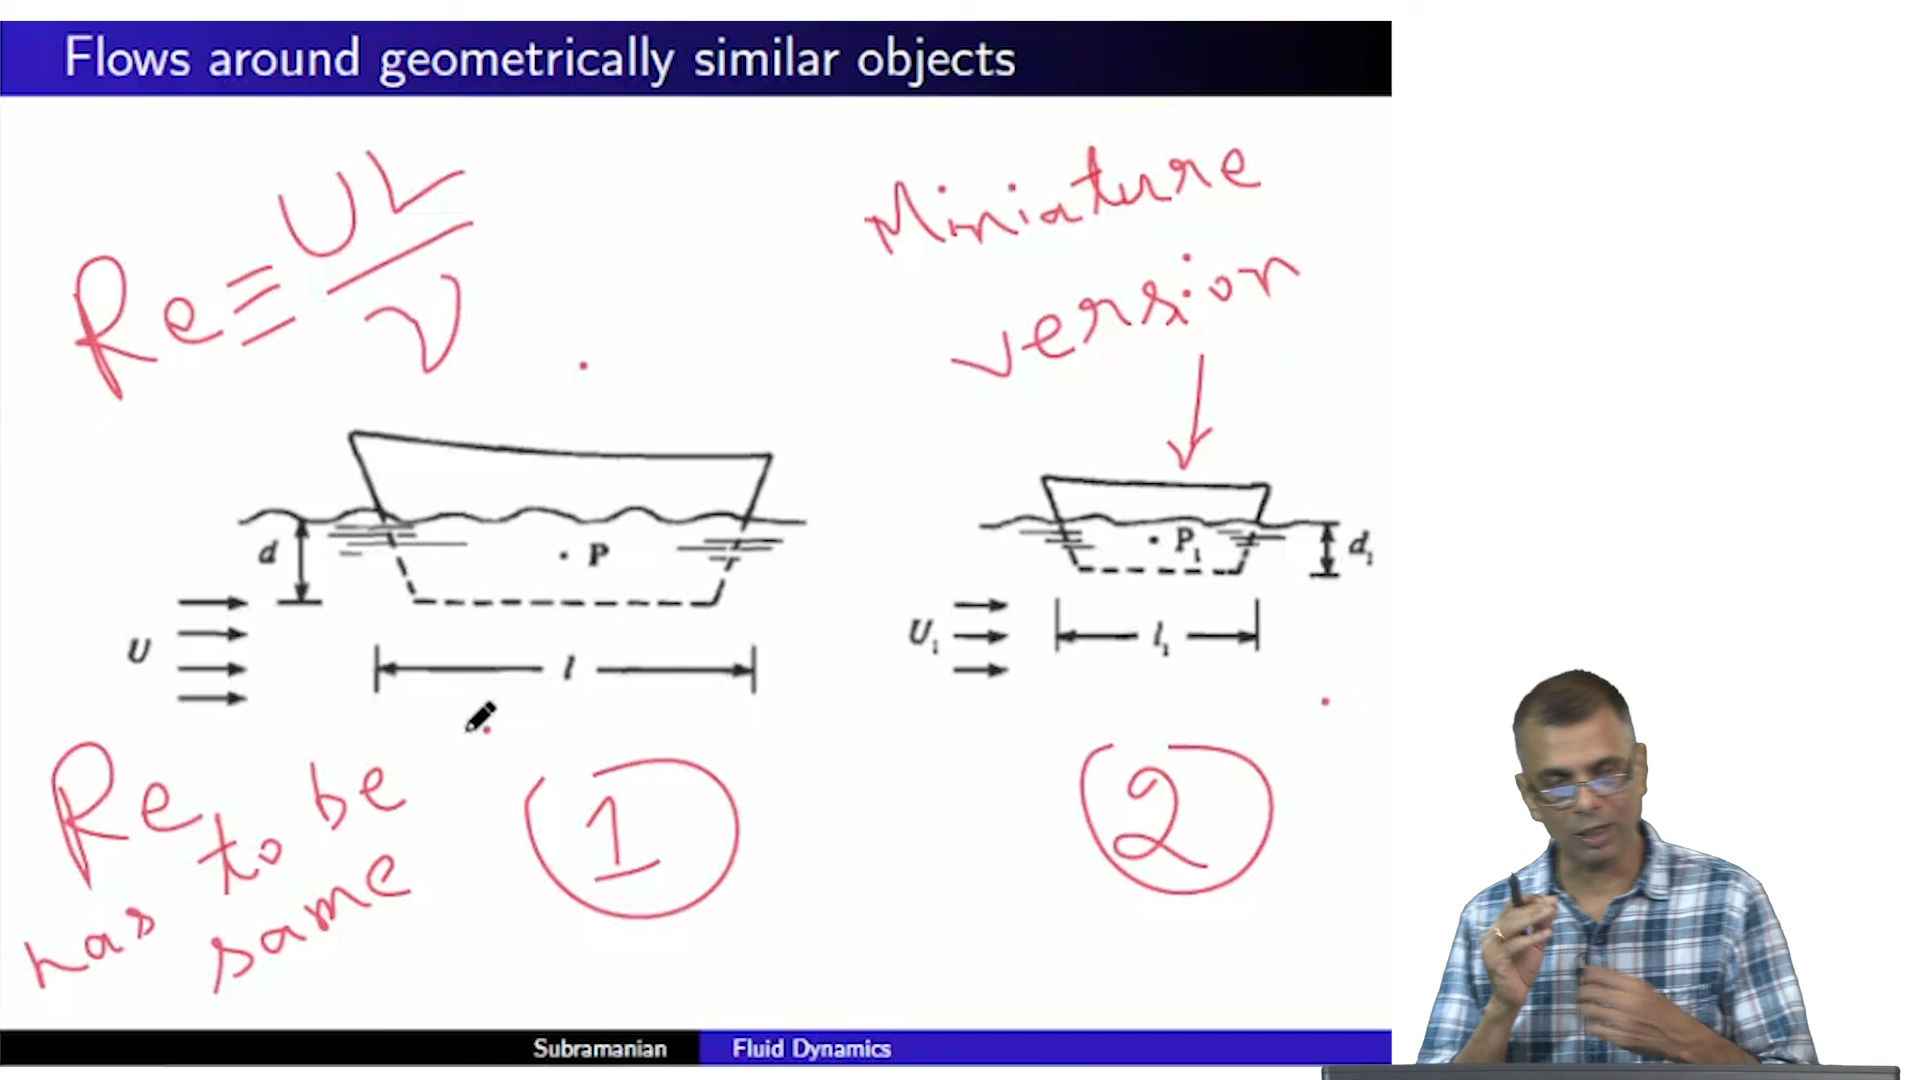 Flows around geometrically similar objects
Re ≡ UL/ν
Miniature
version
d
P
U
l
P₁
d₁
U₁
l₁
Re
has to be
same
1
2
Subramanian
Fluid Dynamics